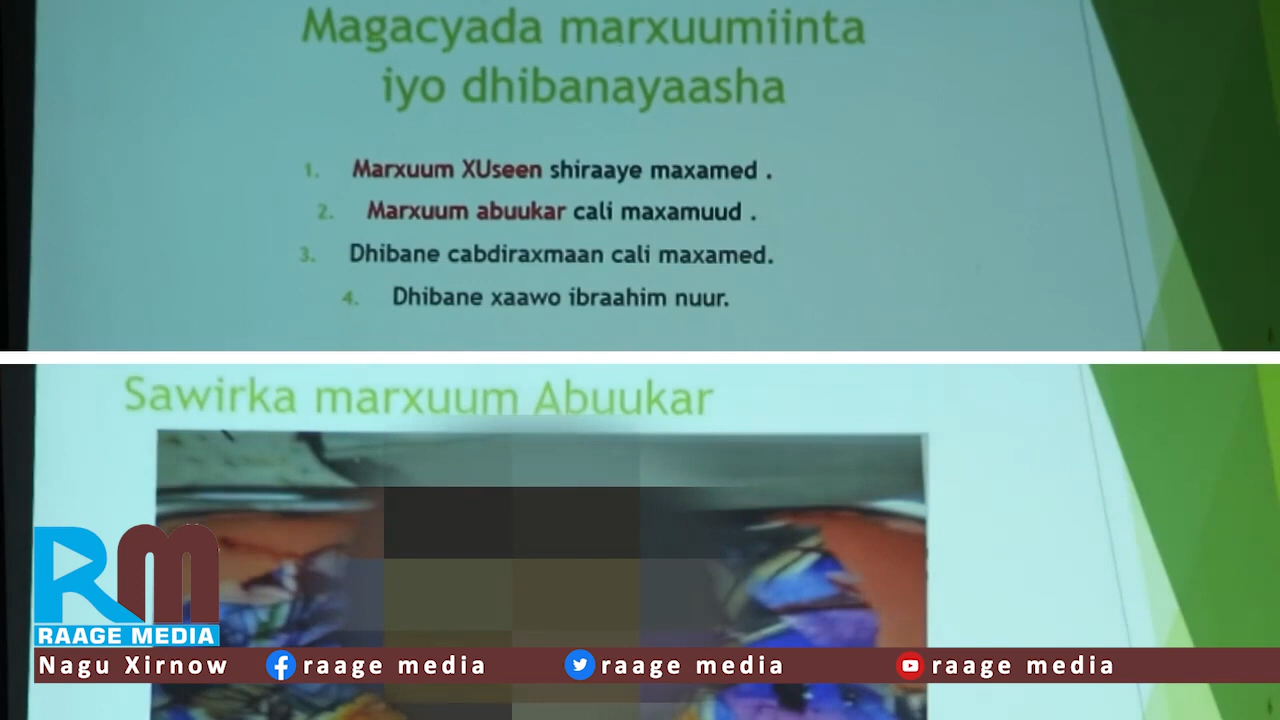 Magacyada marxuumiinta
iyo dhibanayaasha
1. Marxuum XUseen shiraaye maxamed .
2. Marxuum abuukar cali maxamuud .
3. Dhibane cabdiraxmaan cali maxamed.
4. Dhibane xaawo ibraahim nuur.
Sawirka marxuum Abuukar
RM
RAAGE MEDIA
Nagu Xirnow raage media raage media raage media